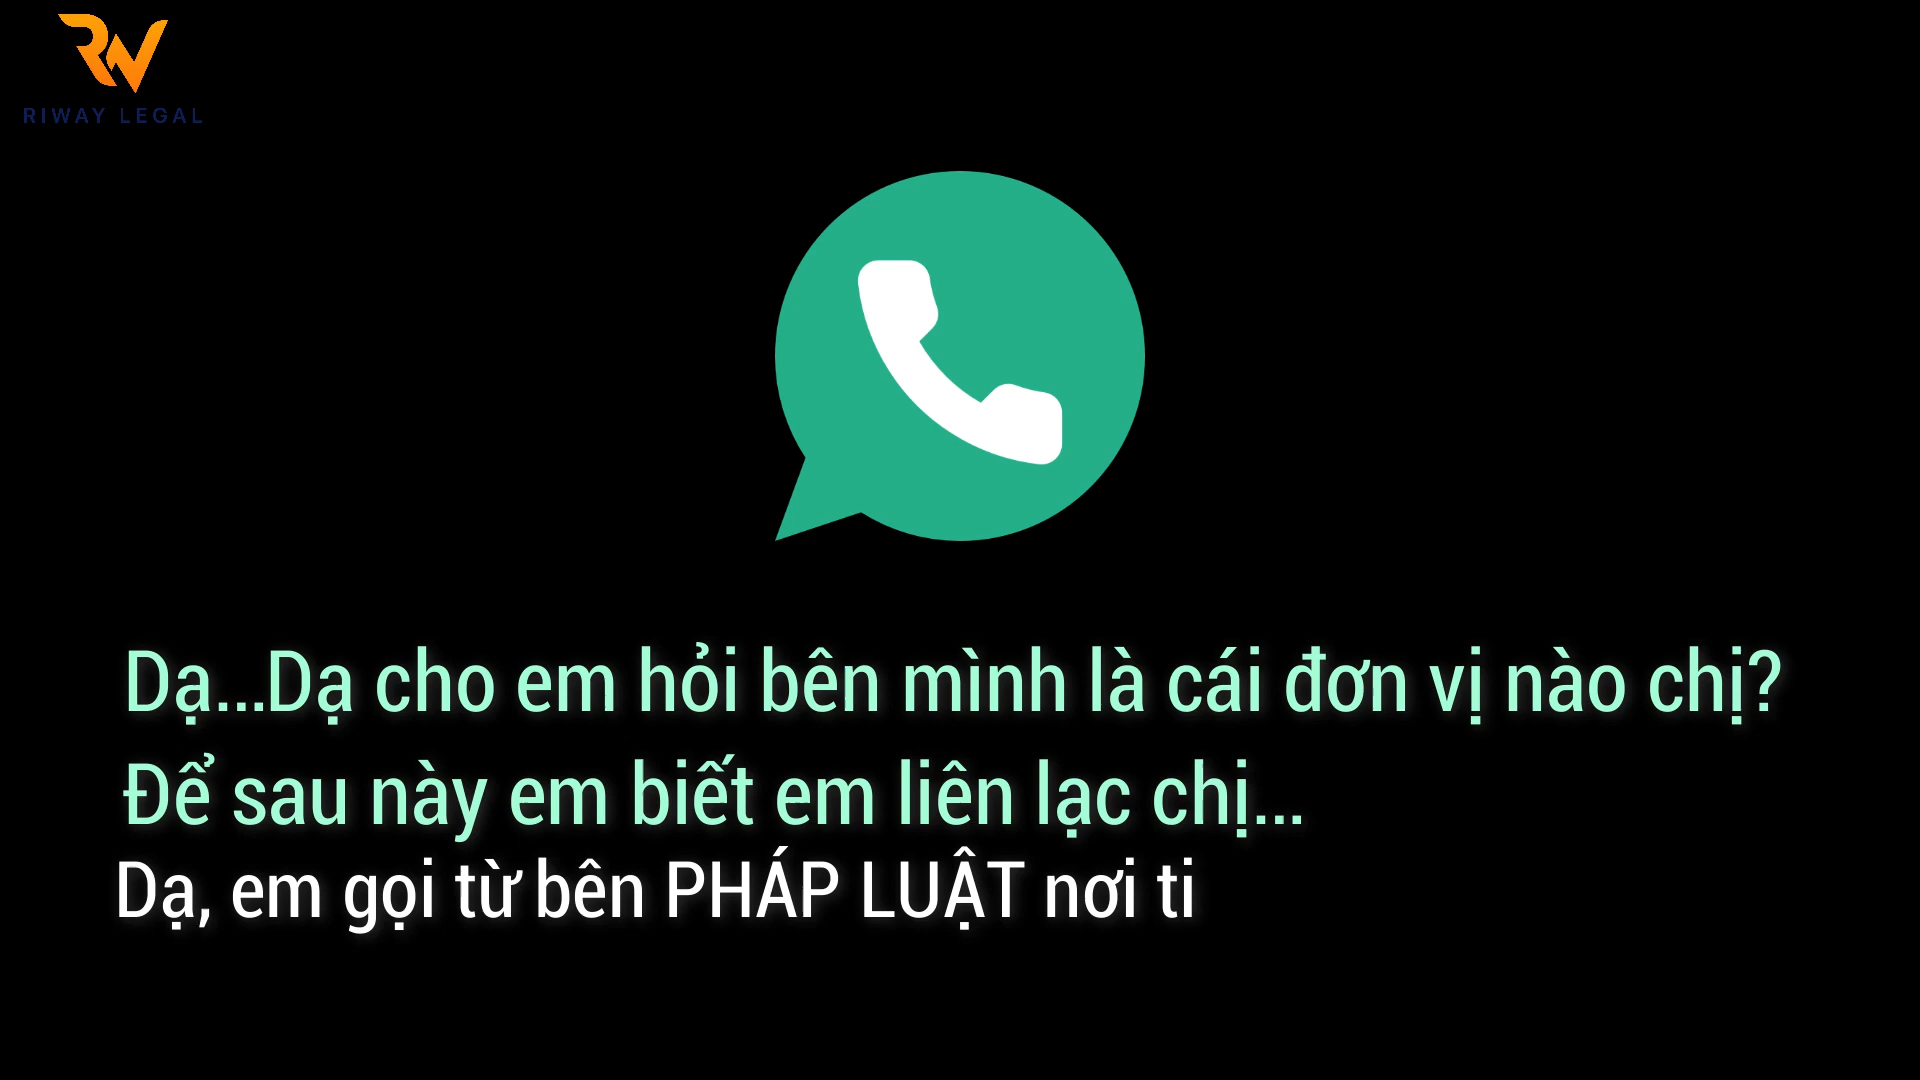 RIWAY LEGAL
Dạ...Dạ cho em hỏi bên mình là cái đơn vị nào chị?
Để sau này em biết em liên lạc chị...
Dạ, em gọi từ bên PHÁP LUẬT nơi ti